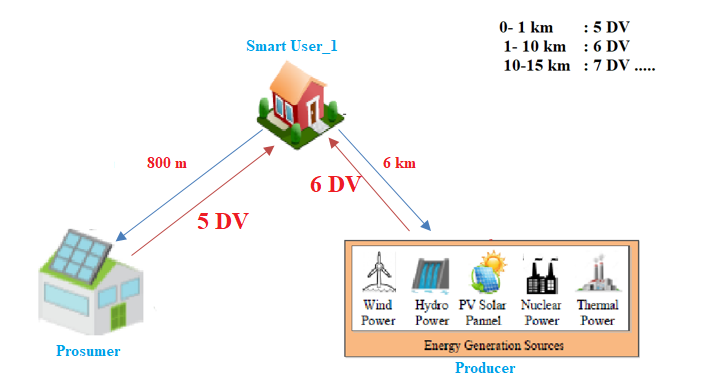 0- 1 km : 5 DV
1- 10 km : 6 DV
10-15 km : 7 DV .....
Smart User_1
800 m
6 km
6 DV
5 DV
Wind Power
Hydro Power
PV Solar Pannel
Nuclear Power
Thermal Power
Energy Generation Sources
Prosumer
Producer